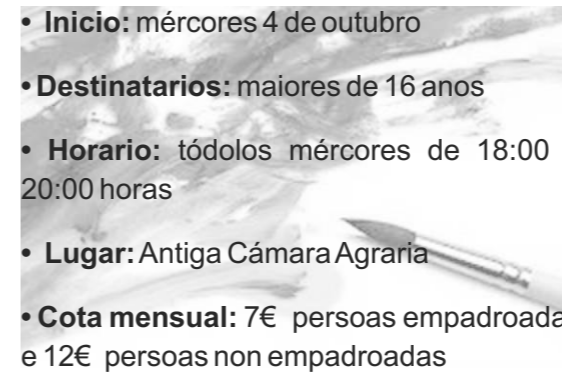 • Inicio: mércores 4 de outubro
• Destinatarios: maiores de 16 anos
• Horario: tódolos mércores de 18:00
20:00 horas
• Lugar: Antiga Cámara Agraria
• Cota mensual: 7€ persoas empadroada
e 12€ persoas non empadroadas